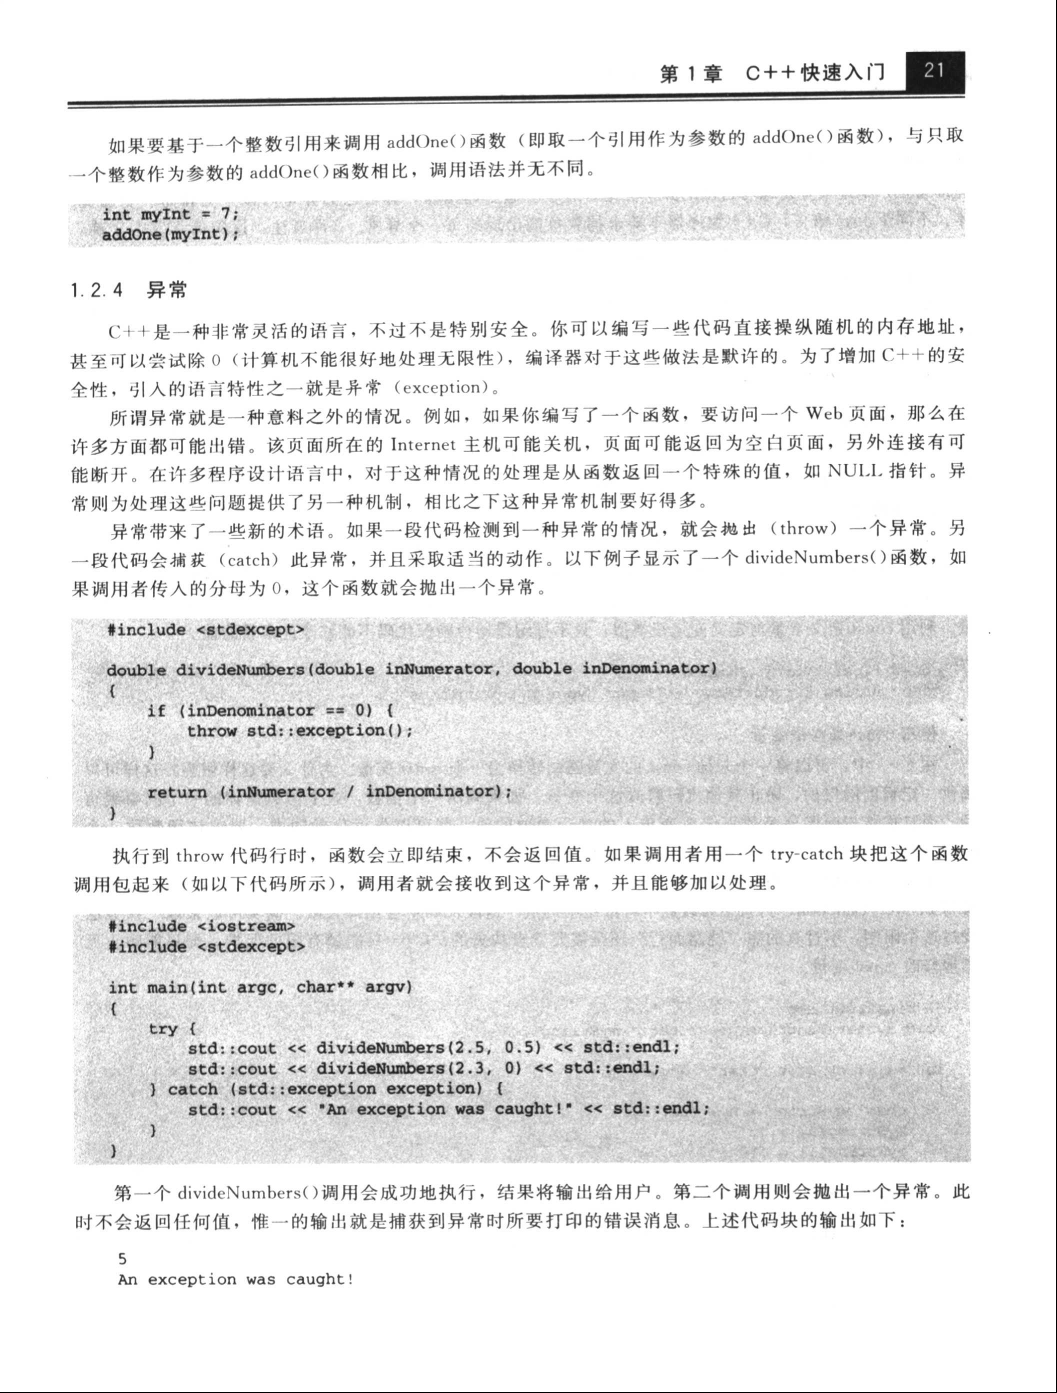 第 1 章 C++快速入门 21
如果要基于一个整数引用来调用 addOne()函数（即取一个引用作为参数的 addOne()函数），与只取
一个整数作为参数的 addOne()函数相比，调用语法并无不同。
int myInt = 7;
addOne(myInt);
1.2.4 异常
C++是一种非常灵活的语言，不过不是特别安全。你可以编写一些代码直接操纵随机的内存地址，
甚至可以尝试除 0（计算机不能很好地处理无限性），编译器对于这些做法是默许的。为了增加 C++的安
全性，引入的语言特性之一就是异常（exception）。
所谓异常就是一种意料之外的情况。例如，如果你编写了一个函数，要访问一个 Web 页面，那么在
许多方面都可能出错。该页面所在的 Internet 主机可能关机，页面可能返回为空白页面，另外连接有可
能断开。在许多程序设计语言中，对于这种情况的处理是从函数返回一个特殊的值，如 NULL 指针。异
常则为处理这些问题提供了另一种机制，相比之下这种异常机制要好得多。
异常带来了一些新的术语。如果一段代码检测到一种异常的情况，就会抛出（throw）一个异常。另
一段代码会捕获（catch）此异常，并且采取适当的动作。以下例子显示了一个 divideNumbers()函数，如
果调用者传入的分母为 0，这个函数就会抛出一个异常。
#include <stdexcept>
double divideNumbers(double inNumerator, double inDenominator)
{
if (inDenominator == 0) {
throw std::exception();
}
return (inNumerator / inDenominator);
}
执行到 throw 代码行时，函数会立即结束，不会返回值。如果调用者用一个 try-catch 块把这个函数
调用包起来（如以下代码所示），调用者就会接收到这个异常，并且能够加以处理。
#include <iostream>
#include <stdexcept>
int main(int argc, char** argv)
{
try {
std::cout << divideNumbers(2.5, 0.5) << std::endl;
std::cout << divideNumbers(2.3, 0) << std::endl;
} catch (std::exception exception) {
std::cout << "An exception was caught!" << std::endl;
}
}
第一个 divideNumbers()调用会成功地执行，结果将输出给用户。第二个调用则会抛出一个异常。此
时不会返回任何值，惟一的输出就是捕获到异常时所要打印的错误消息。上述代码块的输出如下：
5
An exception was caught!